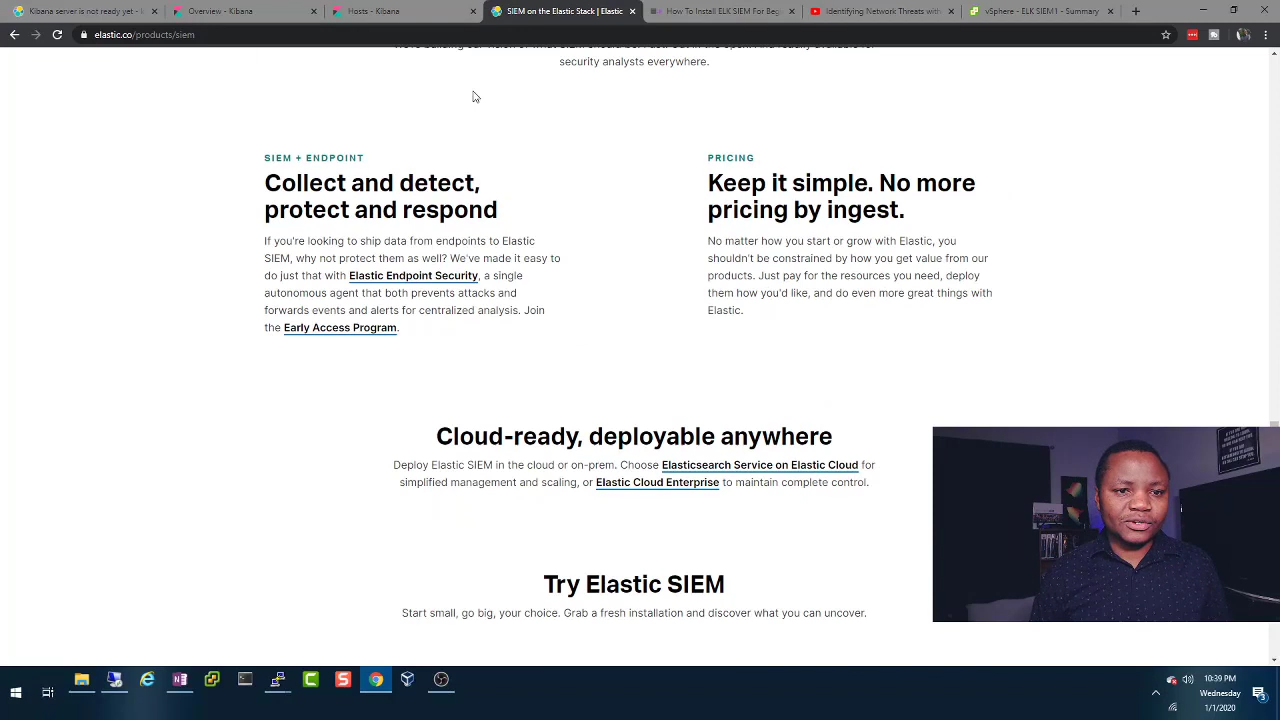 Kibana server is not ready yet -
Overview - Kibana
Hosts - Kibana
SIEM on the Elastic Stack | Elastic
How To Install ELK SIEM For Beg
Identifying Network Threats with
vSphere - ELK SIEM1 - Summary
elastic.co/products/siem
security analysts everywhere.
SIEM + ENDPOINT
Collect and detect,
protect and respond
If you're looking to ship data from endpoints to Elastic
SIEM, why not protect them as well? We've made it easy to
do just that with Elastic Endpoint Security, a single
autonomous agent that both prevents attacks and
forwards events and alerts for centralized analysis. Join
the Early Access Program.
PRICING
Keep it simple. No more
pricing by ingest.
No matter how you start or grow with Elastic, you
shouldn't be constrained by how you get value from our
products. Just pay for the resources you need, deploy
them how you'd like, and do even more great things with
Elastic.
Cloud-ready, deployable anywhere
Deploy Elastic SIEM in the cloud or on-prem. Choose Elasticsearch Service on Elastic Cloud for
simplified management and scaling, or Elastic Cloud Enterprise to maintain complete control.
Try Elastic SIEM
Start small, go big, your choice. Grab a fresh installation and discover what you can uncover.
10:39 PM
Wednesday
1/1/2020